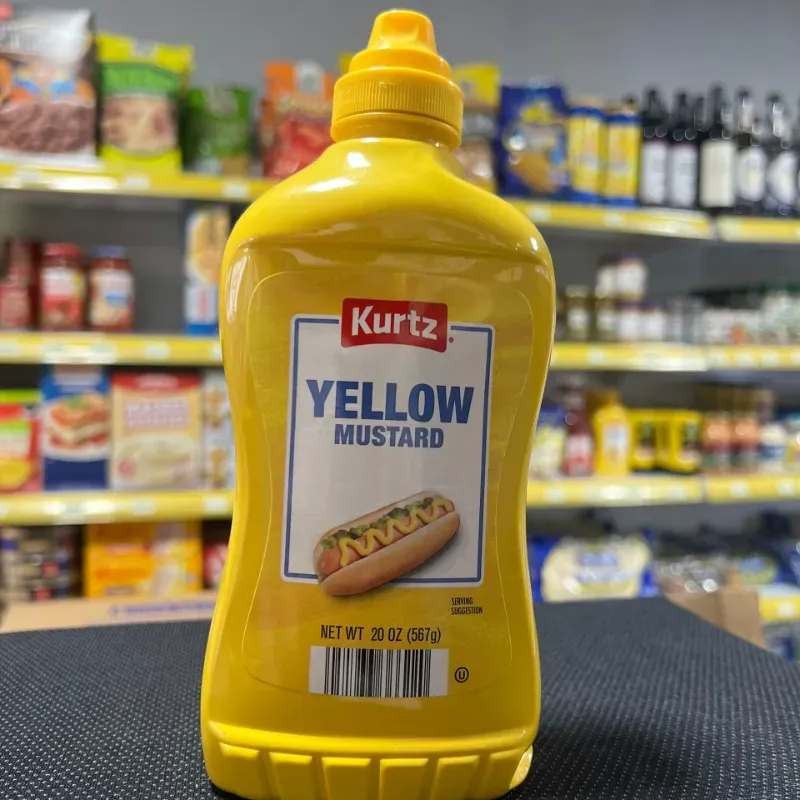 Kurtz
YELLOW
MUSTARD
SERVING
SUGGESTION
NET WT 20 OZ (567g)
U